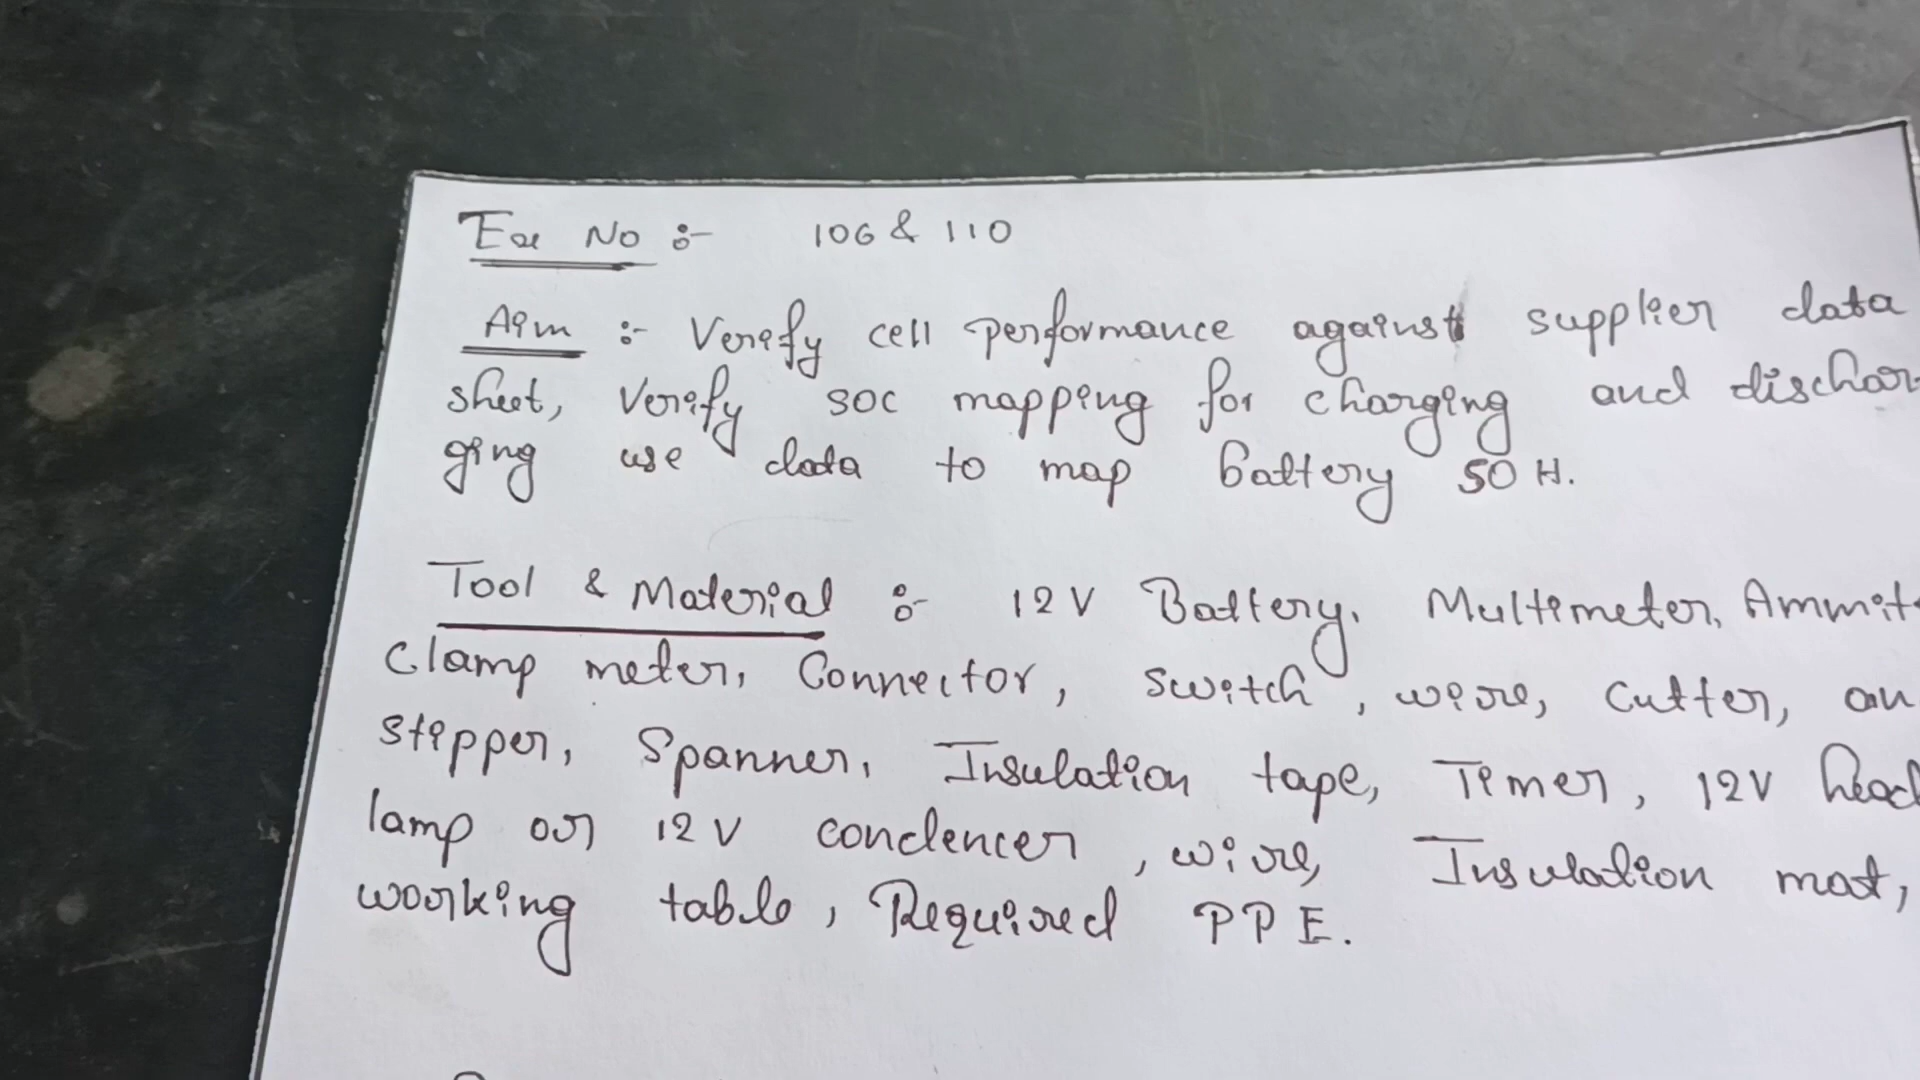 Exe No :- 106 & 110
Aim :- Verify cell performance against supplier data
sheet, Verify SOC mapping for charging and dischar-
ging use data to map battery SOH.
Tool & Material :- 12V Battery, Multimeter, Ammit
Clamp meter, Connector, switch, wire, Cutter, an
Stipper, Spanner, Insulation tape, Timer, 12V head
lamp or 12V condencer, wire, Insulation mat,
working table, Required PPE.